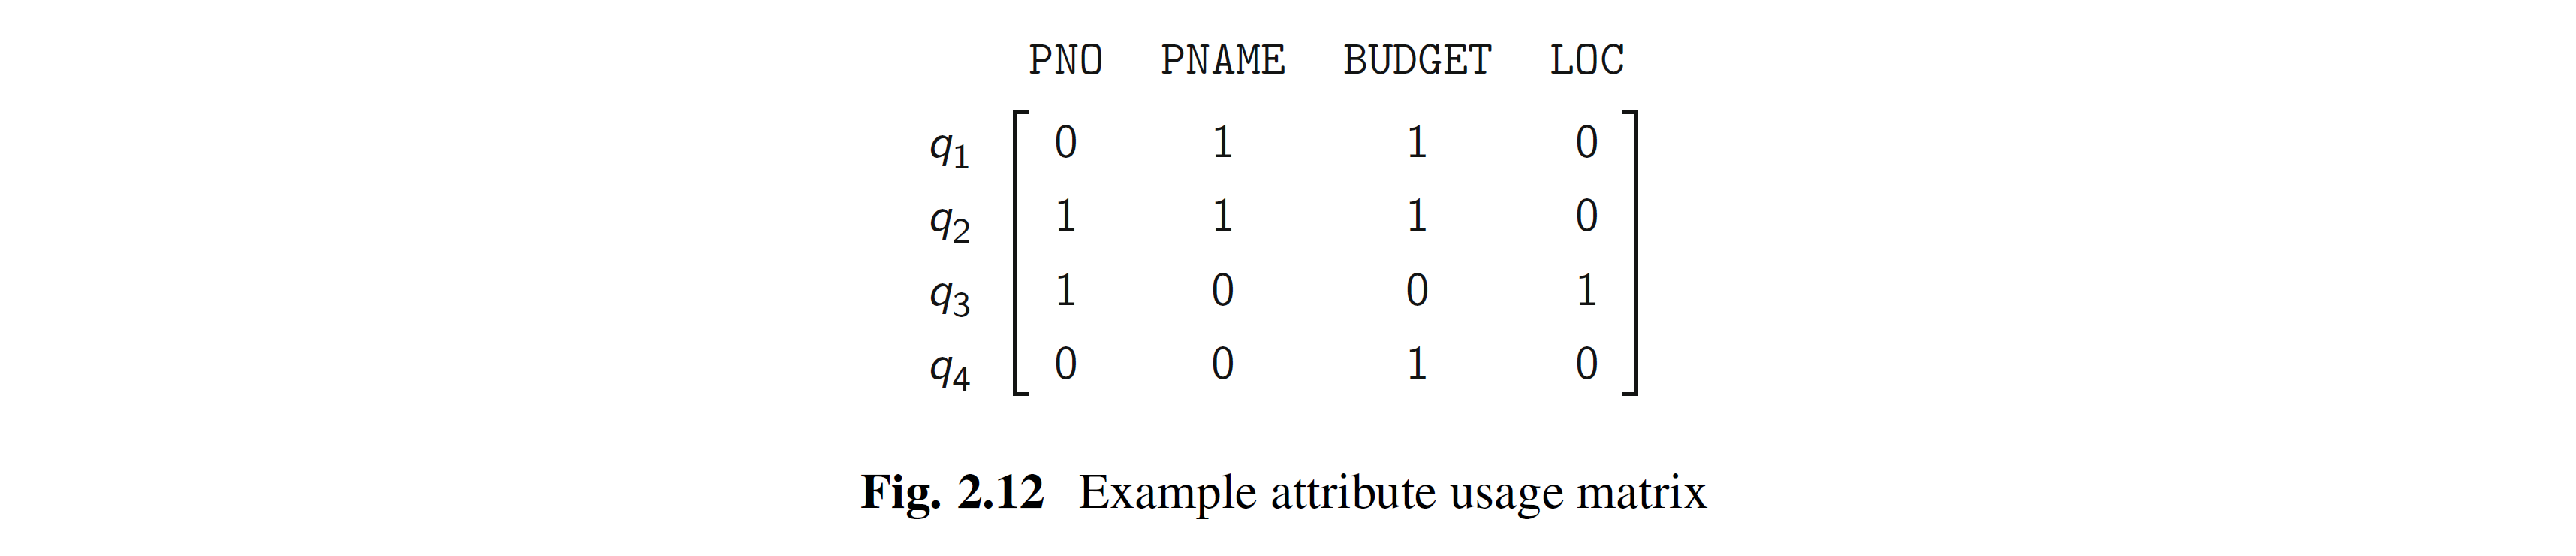 PNO PNAME BUDGET LOC
q1 0 1 1 0
q2 1 1 1 0
q3 1 0 0 1
q4 0 0 1 0
Fig. 2.12 Example attribute usage matrix